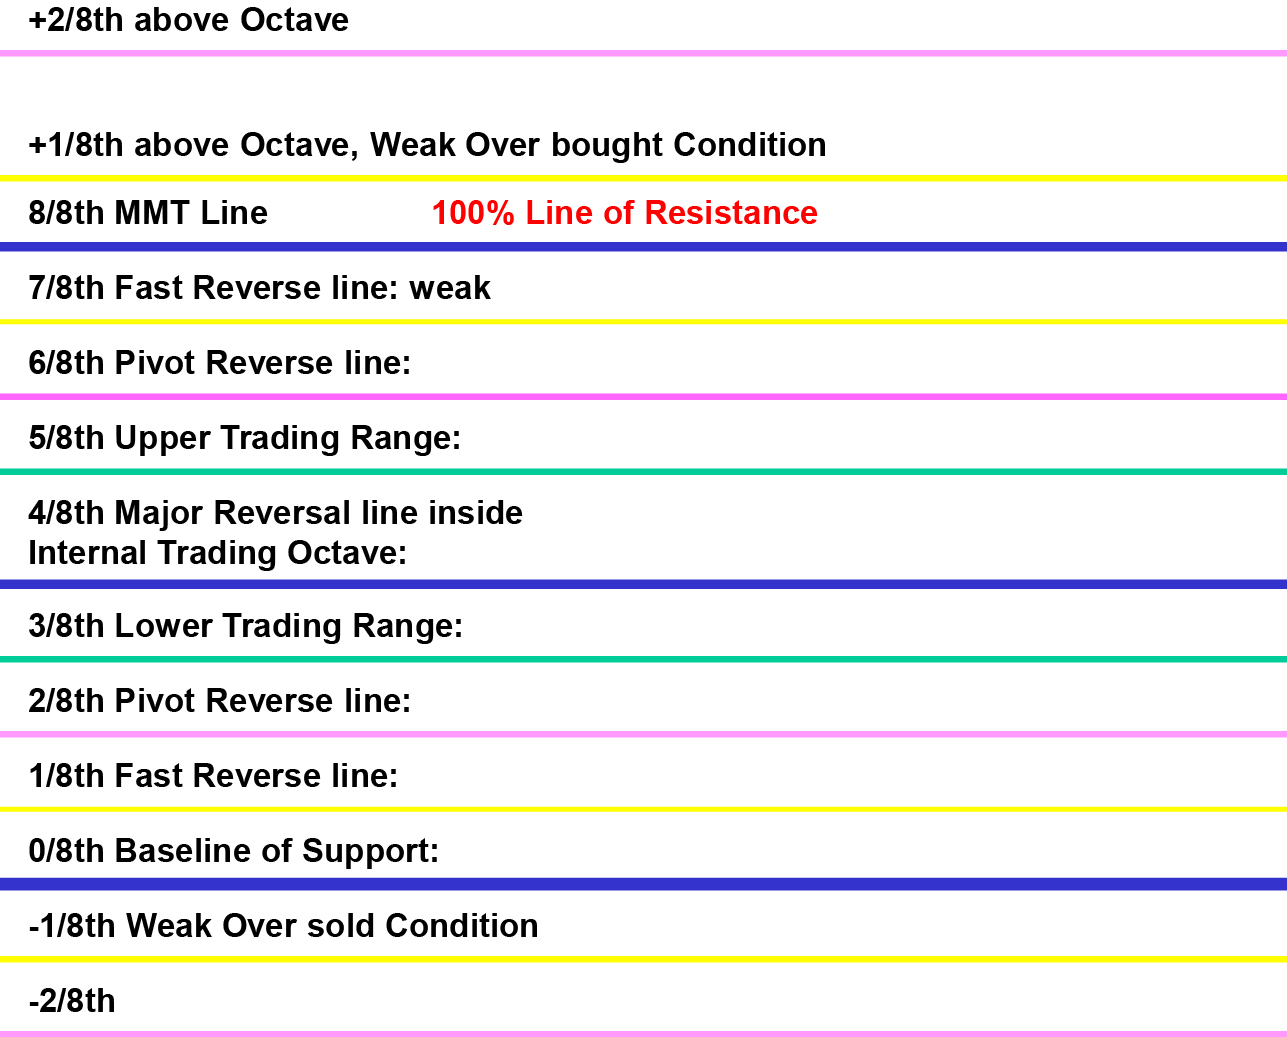 +2/8th above Octave
+1/8th above Octave, Weak Over bought Condition
8/8th MMT Line 100% Line of Resistance
7/8th Fast Reverse line: weak
6/8th Pivot Reverse line:
5/8th Upper Trading Range:
4/8th Major Reversal line inside
Internal Trading Octave:
3/8th Lower Trading Range:
2/8th Pivot Reverse line:
1/8th Fast Reverse line:
0/8th Baseline of Support:
-1/8th Weak Over sold Condition
-2/8th